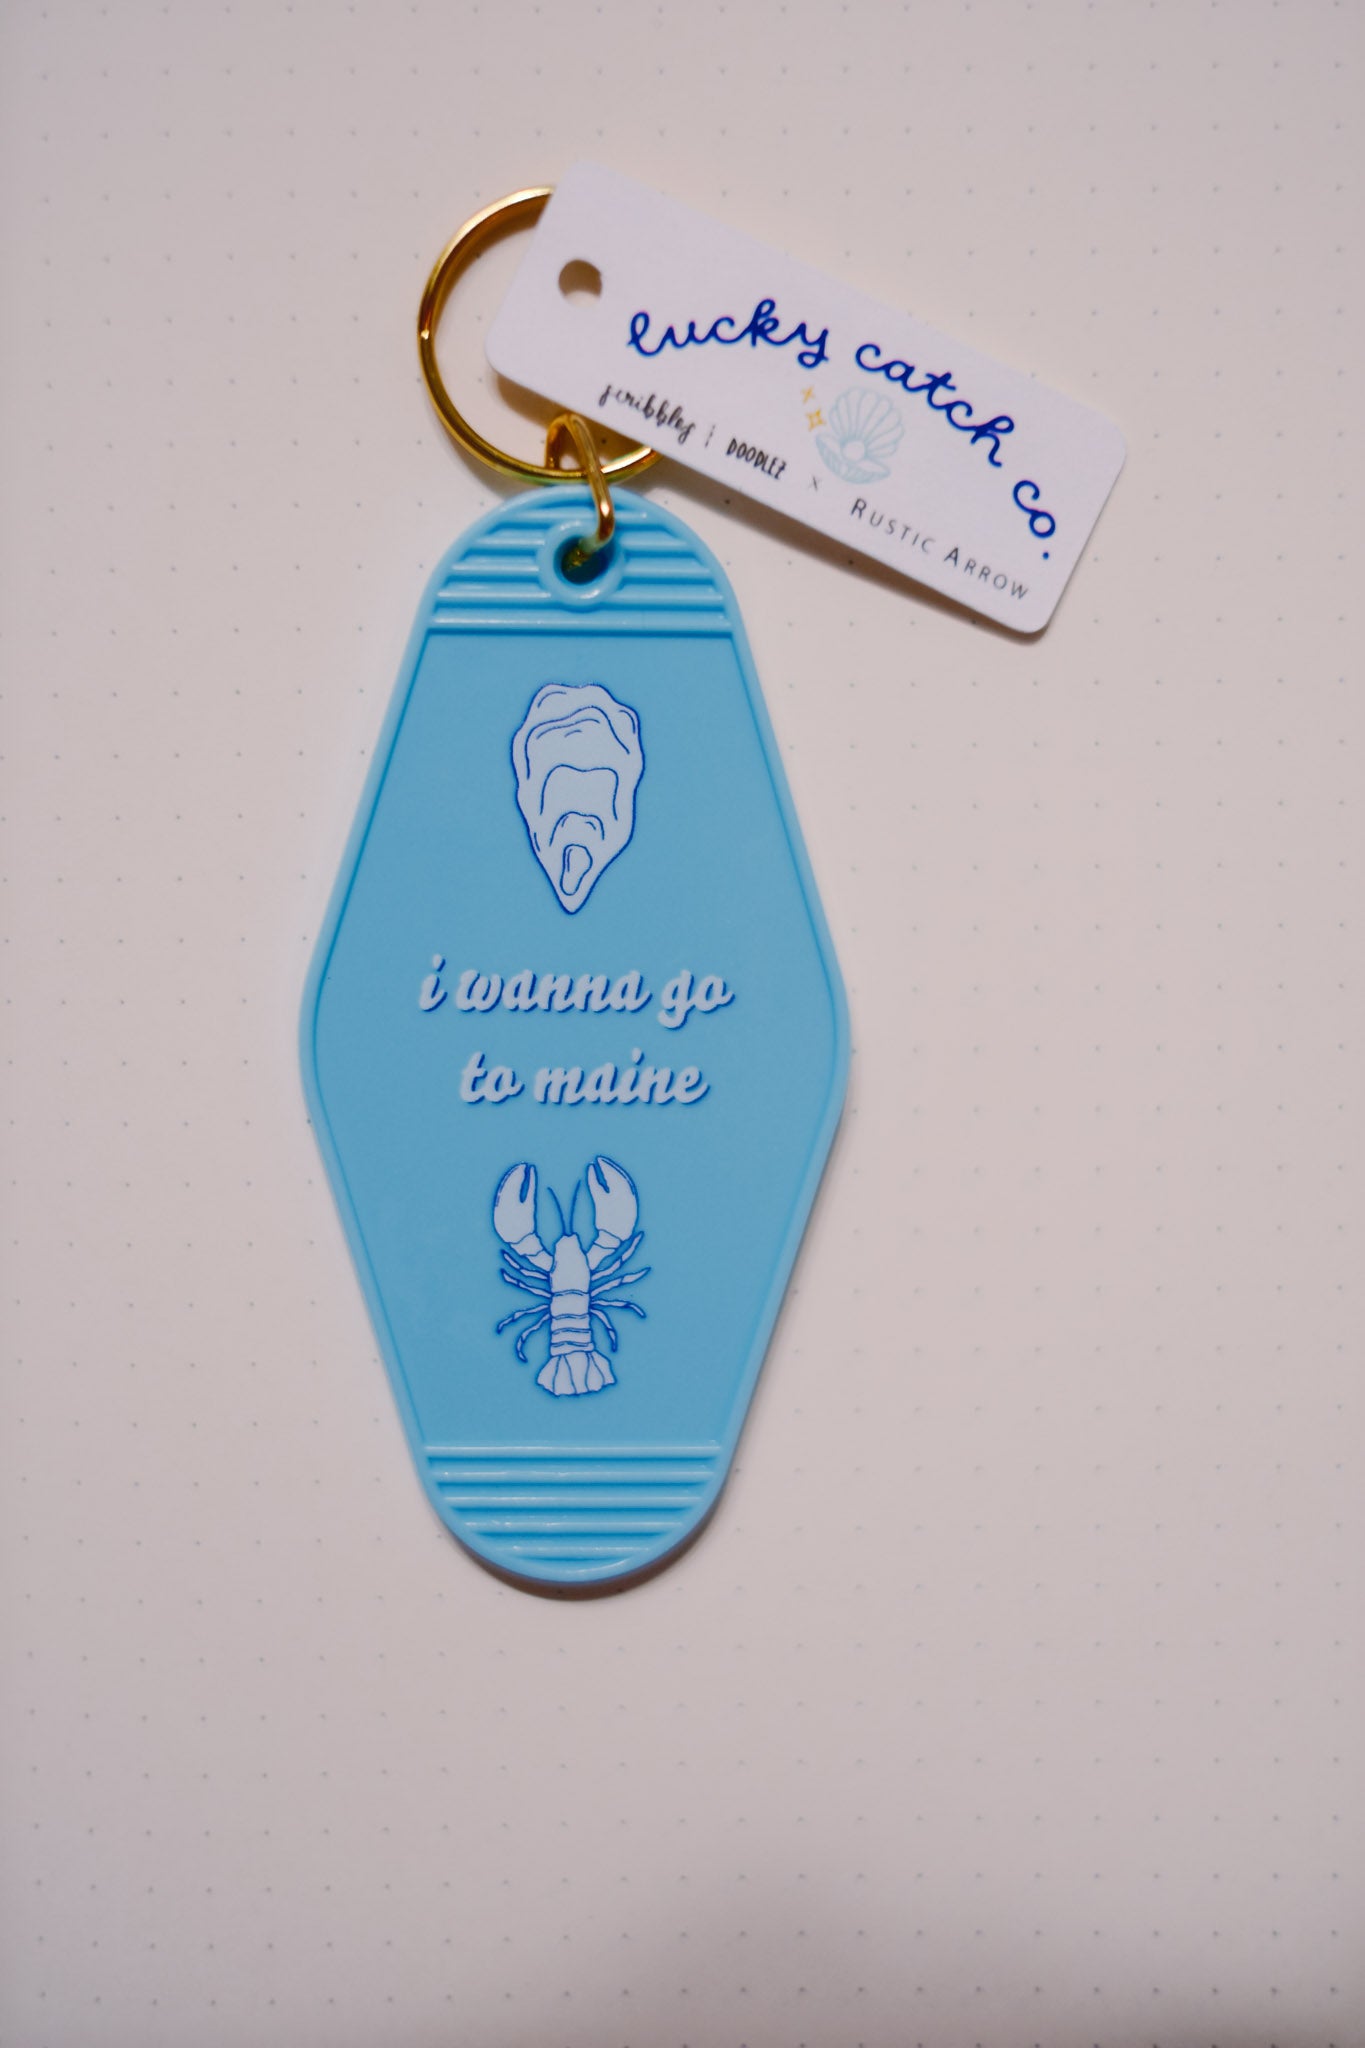 lucky catch co.
scribbles | DOODLEZ x RUSTIC ARROW
i wanna go
to maine